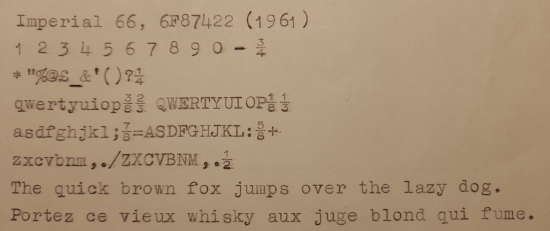 Imperial 66, 6F87422 (1961)
1 2 3 4 5 6 7 8 9 0 - ¾
*"%@£_&'()?¼
qwertyuiop⅜⅔ QWERTYUIOP⅛⅓
asdfghjkl;⅞=ASDFGHJKL:⅝+
zxcvbnm,./ZXCVBNM,.½
The quick brown fox jumps over the lazy dog.
Portez ce vieux whisky aux juge blond qui fume.